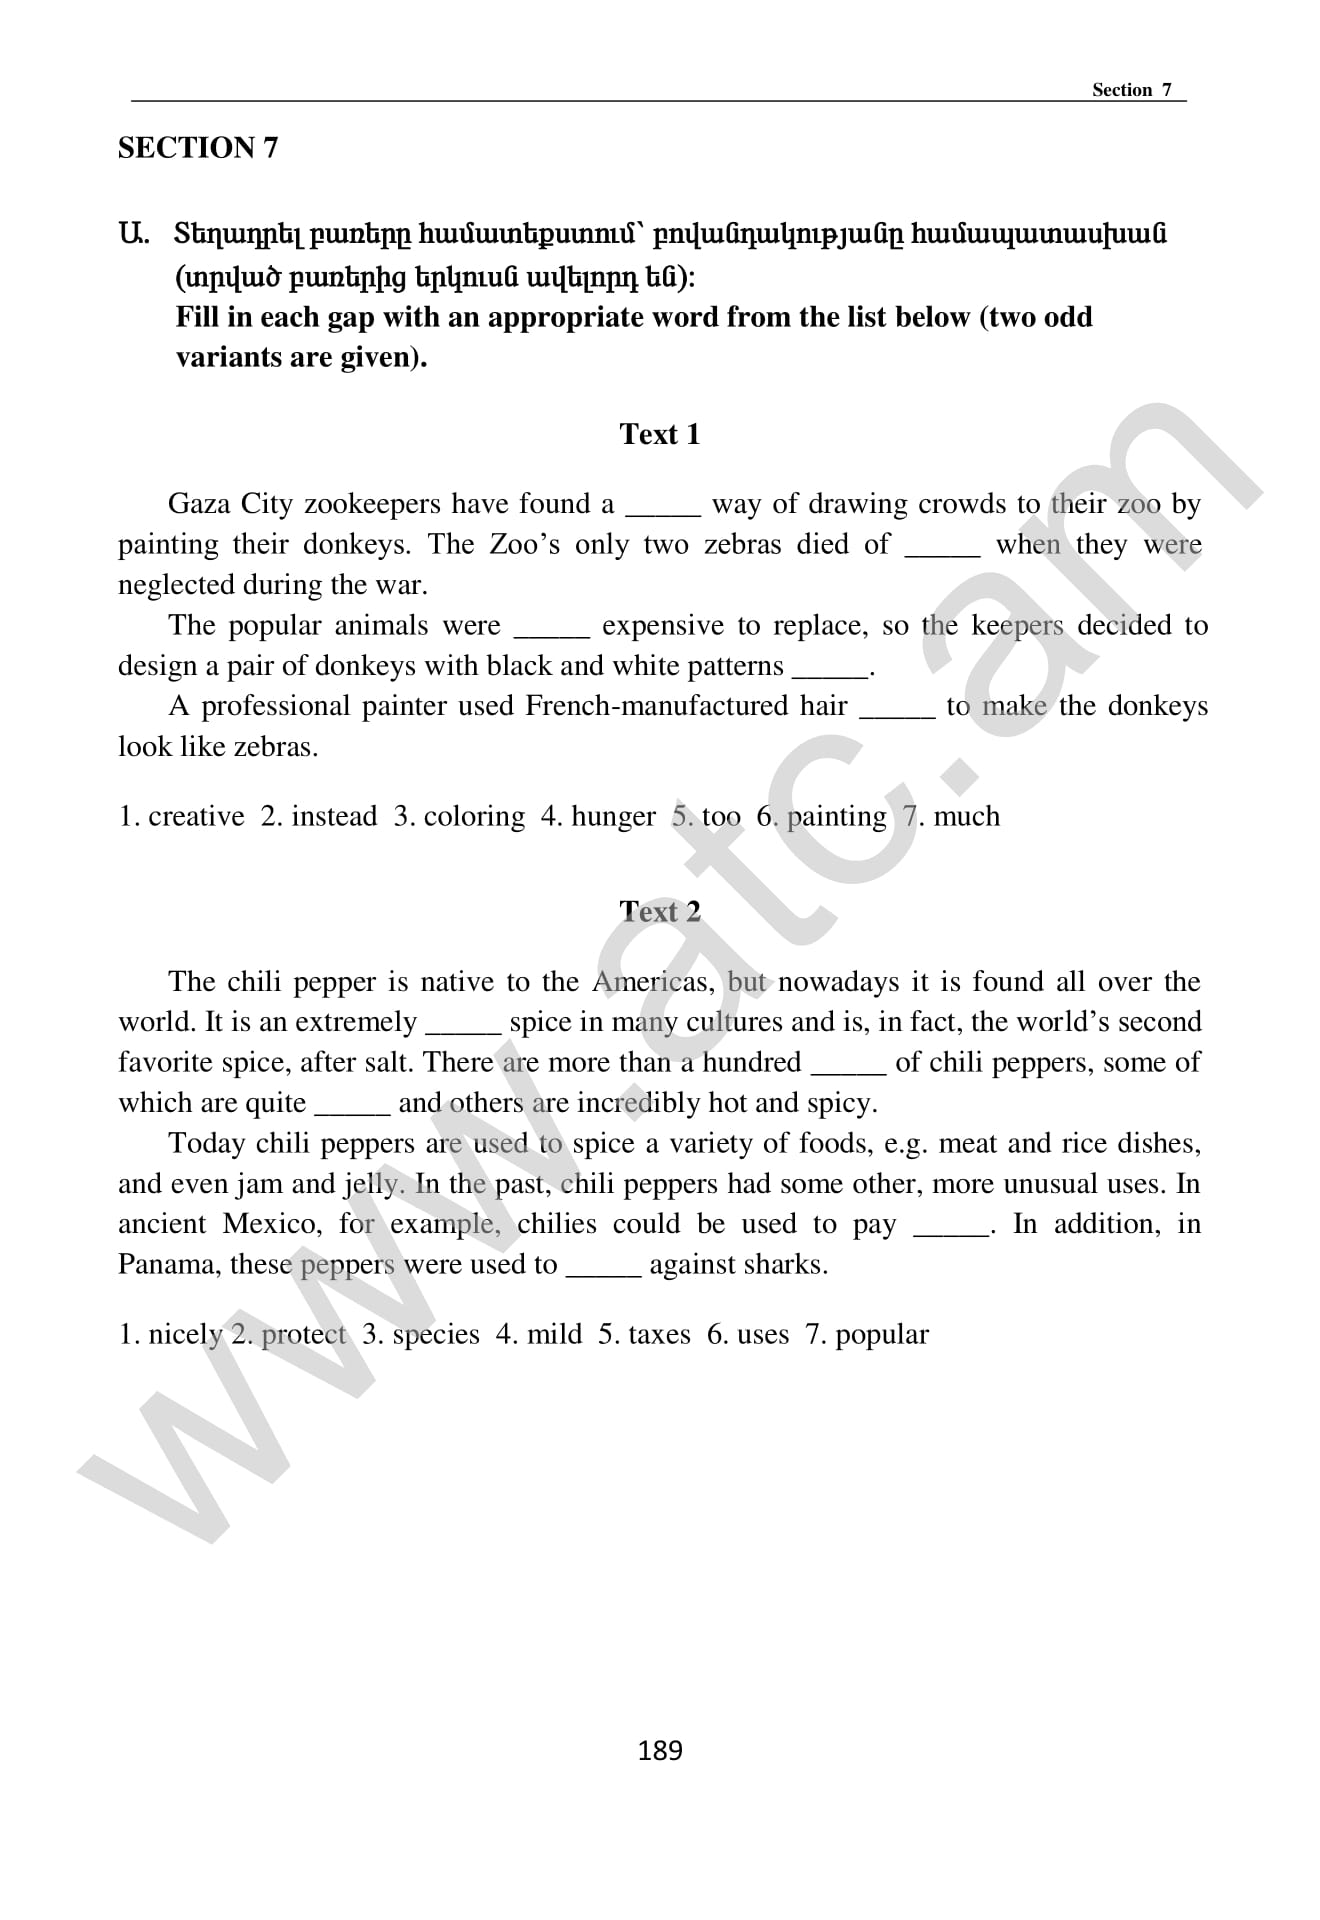 Section 7
SECTION 7
Ա. Տեղադրել բառերը համատեքստում՝ բովանդակությանը համապատասխան
(տրված բառերից երկուսն ավելորդ են):
Fill in each gap with an appropriate word from the list below (two odd
variants are given).
Text 1
Gaza City zookeepers have found a _____ way of drawing crowds to their zoo by
painting their donkeys. The Zoo’s only two zebras died of _____ when they were
neglected during the war.
The popular animals were _____ expensive to replace, so the keepers decided to
design a pair of donkeys with black and white patterns _____.
A professional painter used French-manufactured hair _____ to make the donkeys
look like zebras.
1. creative 2. instead 3. coloring 4. hunger 5. too 6. painting 7. much
Text 2
The chili pepper is native to the Americas, but nowadays it is found all over the
world. It is an extremely _____ spice in many cultures and is, in fact, the world’s second
favorite spice, after salt. There are more than a hundred _____ of chili peppers, some of
which are quite _____ and others are incredibly hot and spicy.
Today chili peppers are used to spice a variety of foods, e.g. meat and rice dishes,
and even jam and jelly. In the past, chili peppers had some other, more unusual uses. In
ancient Mexico, for example, chilies could be used to pay _____. In addition, in
Panama, these peppers were used to _____ against sharks.
1. nicely 2. protect 3. species 4. mild 5. taxes 6. uses 7. popular
189
www.atc.am